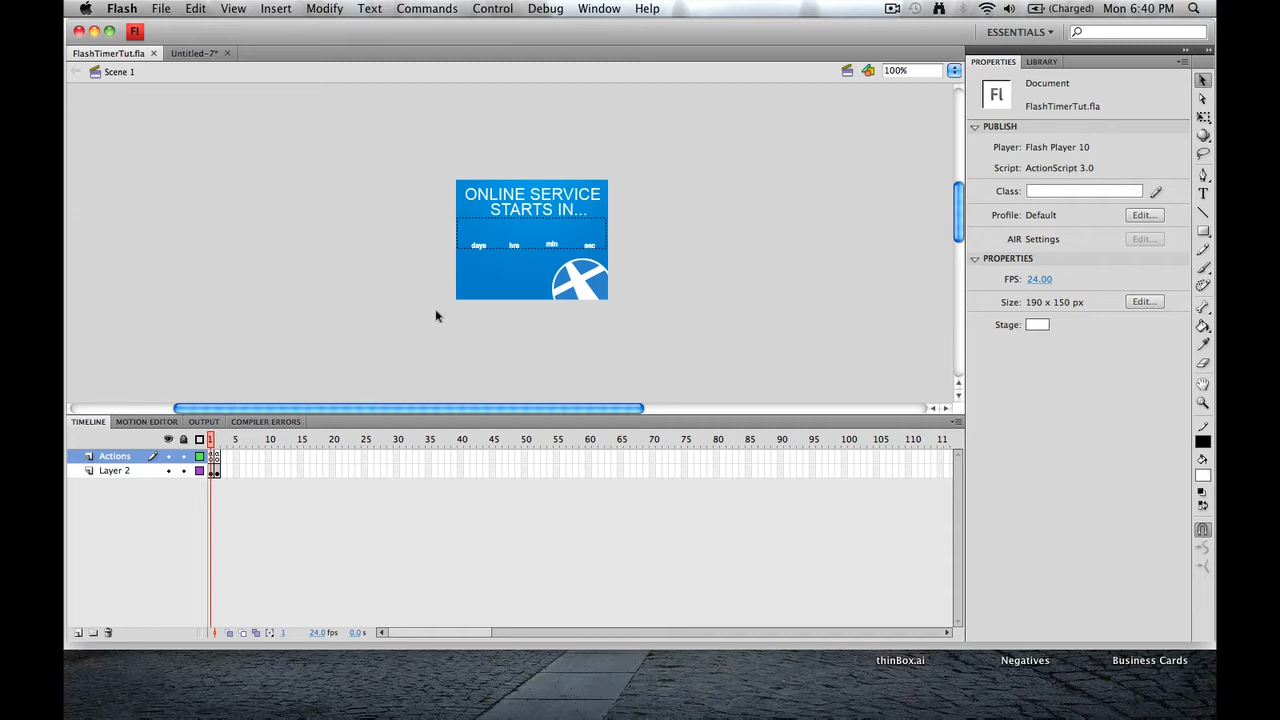 Flash File Edit View Insert Modify Text Commands Control Debug Window Help (Charged) Mon 6:40 PM
Fl ESSENTIALS
FlashTimerTut.fla Untitled-7*
Scene 1 100%
ONLINE SERVICE
STARTS IN...
days hrs min sec
PROPERTIES LIBRARY
Fl
Document
FlashTimerTut.fla
PUBLISH
Player: Flash Player 10
Script: ActionScript 3.0
Class:
Profile: Default Edit...
AIR Settings Edit...
PROPERTIES
FPS: 24.00
Size: 190 x 150 px Edit...
Stage:
TIMELINE MOTION EDITOR OUTPUT COMPILER ERRORS
1 5 10 15 20 25 30 35 40 45 50 55 60 65 70 75 80 85 90 95 100 105 11
Actions
Layer 2
1 24.0 fps 0.0 s
thinBox.ai Negatives Business Cards